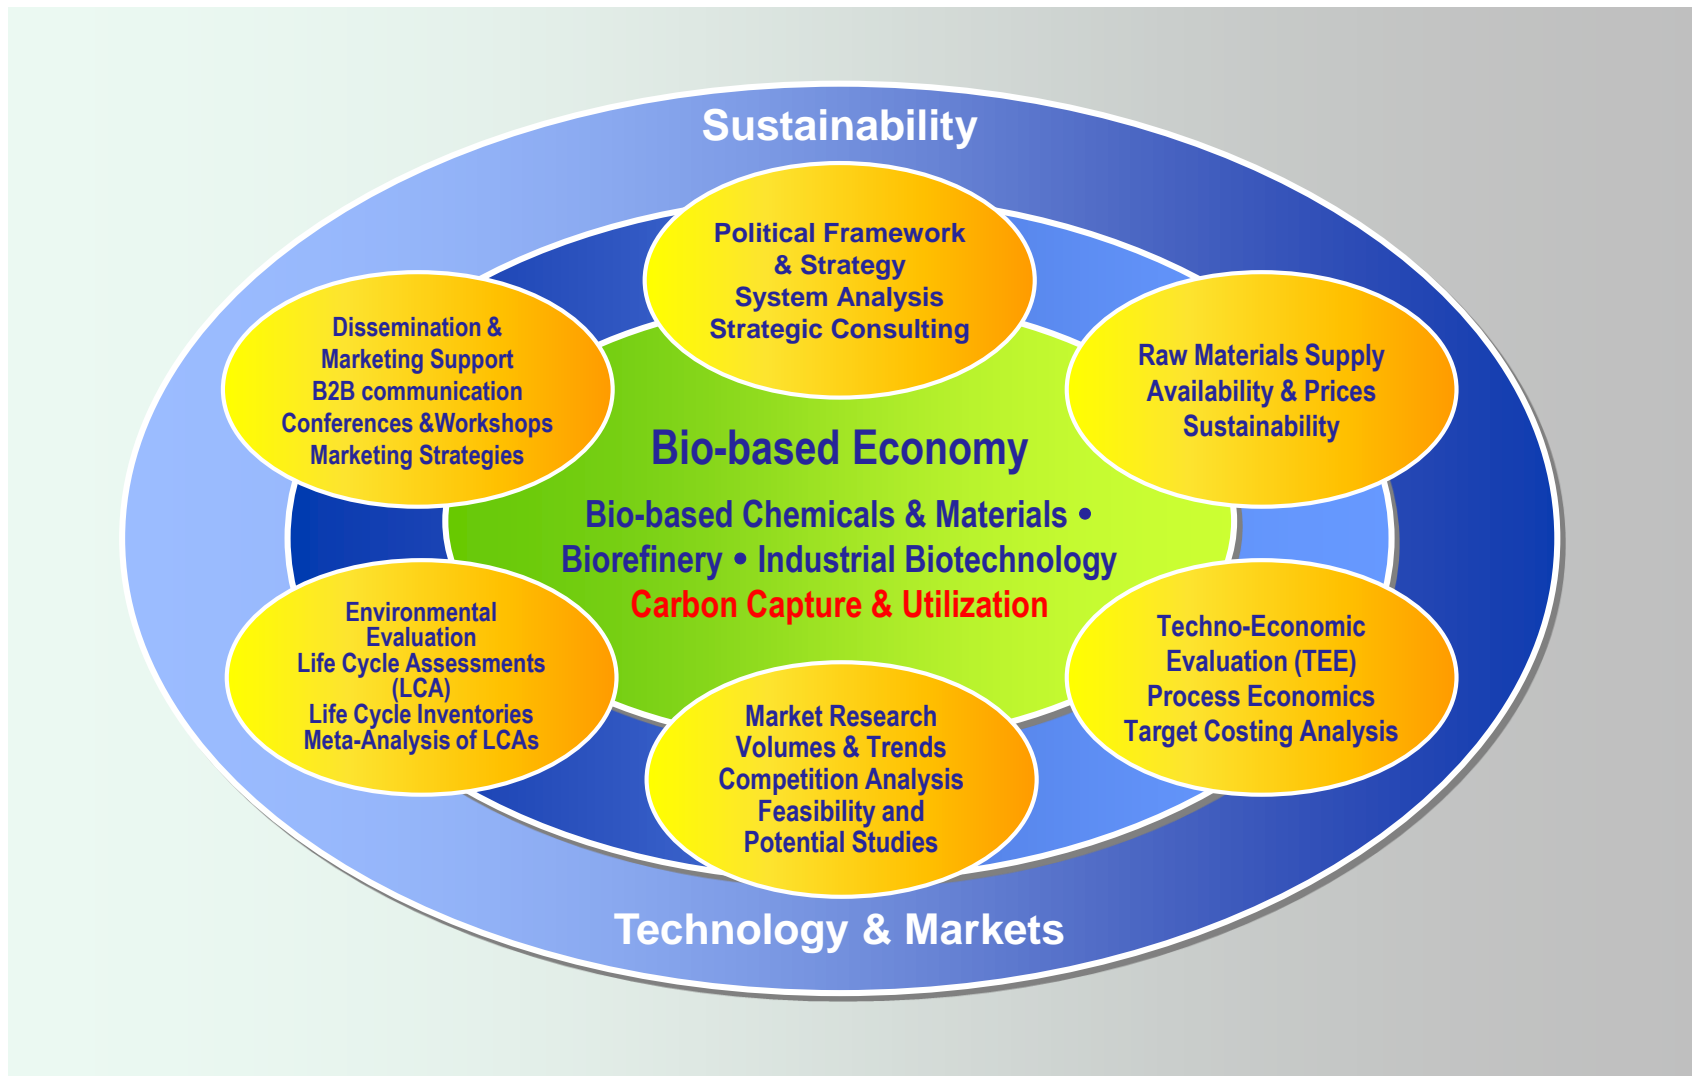 Sustainability
Political Framework
& Strategy
System Analysis
Strategic Consulting
Dissemination &
Marketing Support
B2B communication
Conferences &Workshops
Marketing Strategies
Raw Materials Supply
Availability & Prices
Sustainability
Bio-based Economy
Bio-based Chemicals & Materials •
Biorefinery • Industrial Biotechnology
Carbon Capture & Utilization
Environmental
Evaluation
Life Cycle Assessments
(LCA)
Life Cycle Inventories
Meta-Analysis of LCAs
Techno-Economic
Evaluation (TEE)
Process Economics
Target Costing Analysis
Market Research
Volumes & Trends
Competition Analysis
Feasibility and
Potential Studies
Technology & Markets